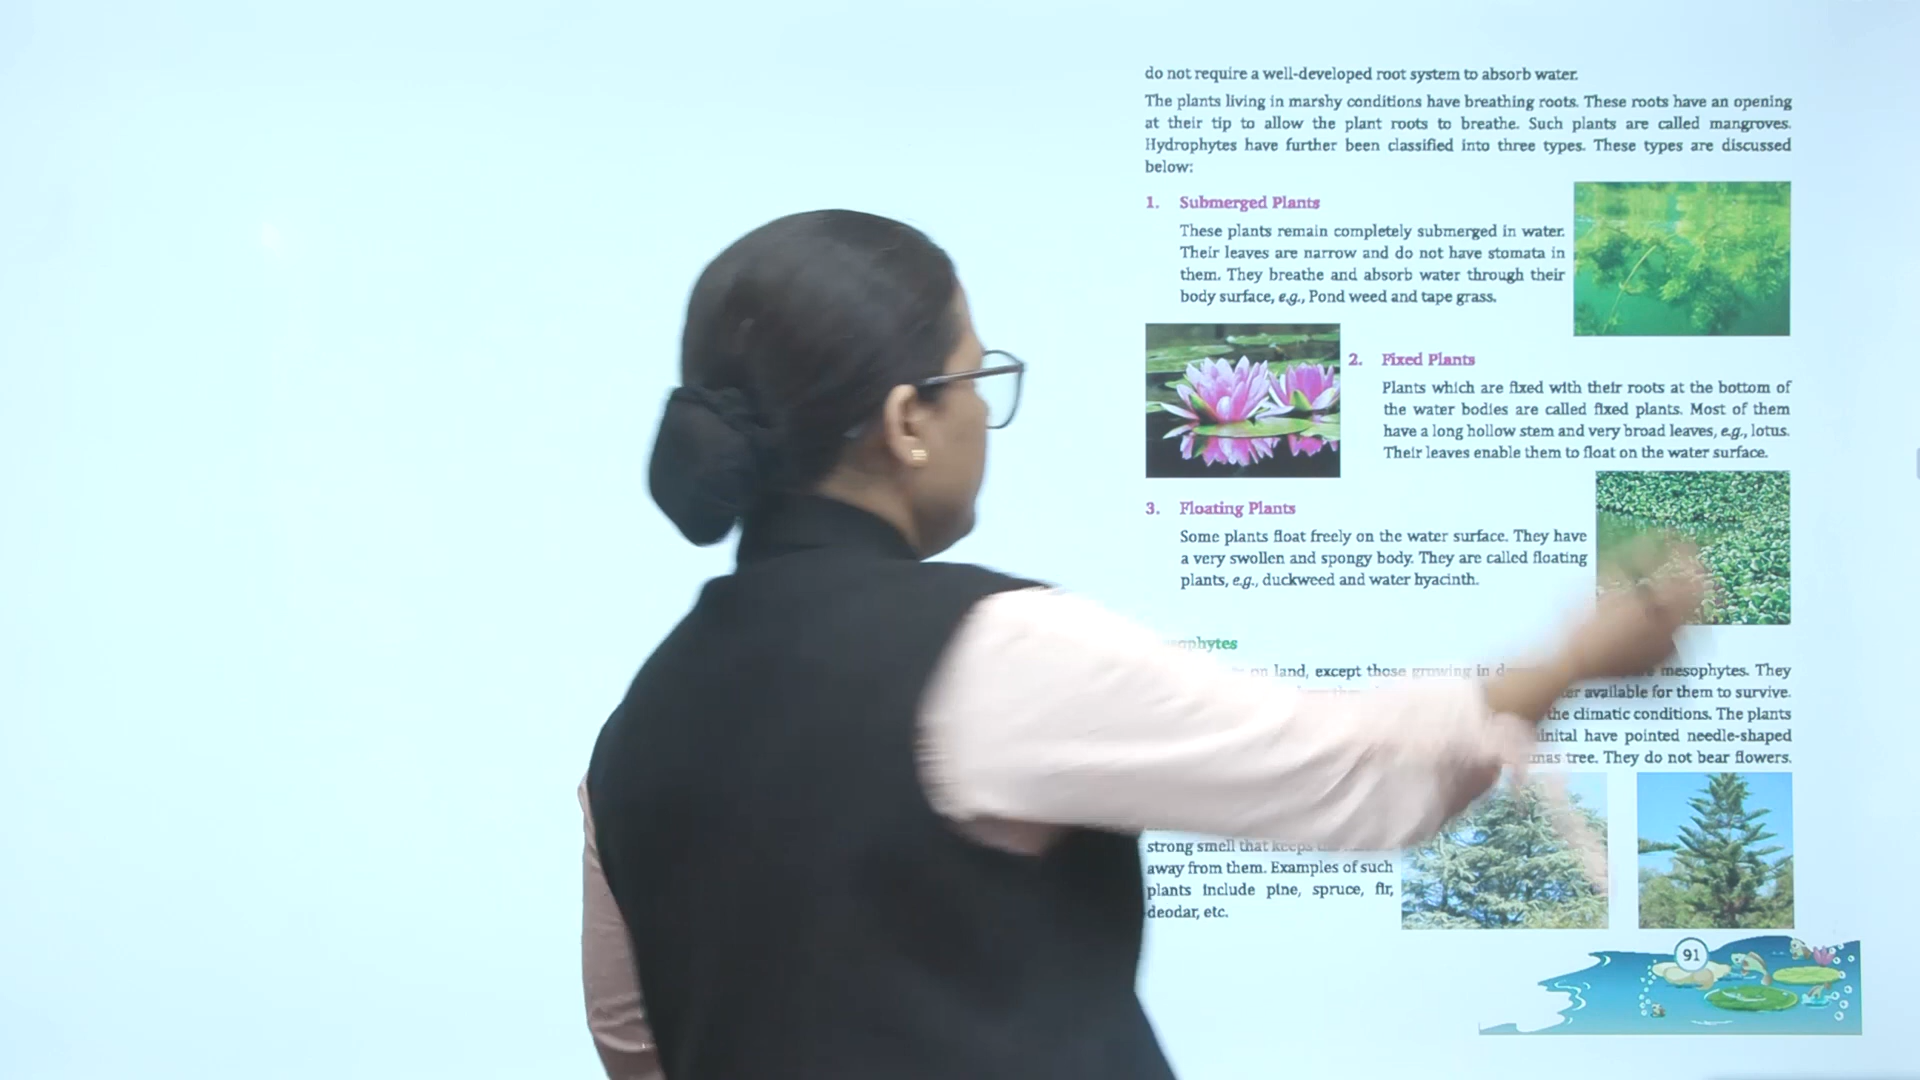 do not require a well-developed root system to absorb water.
The plants living in marshy conditions have breathing roots. These roots have an opening
at their tip to allow the plant roots to breathe. Such plants are called mangroves.
Hydrophytes have further been classified into three types. These types are discussed
below:
1. Submerged Plants
These plants remain completely submerged in water.
Their leaves are narrow and do not have stomata in
them. They breathe and absorb water through their
body surface, e.g., Pond weed and tape grass.
2. Fixed Plants
Plants which are fixed with their roots at the bottom of
the water bodies are called fixed plants. Most of them
have a long hollow stem and very broad leaves, e.g., lotus.
Their leaves enable them to float on the water surface.
3. Floating Plants
Some plants float freely on the water surface. They have
a very swollen and spongy body. They are called floating
plants, e.g., duckweed and water hyacinth.
on land, except those growing in mesophytes. They
available for them to survive.
the climatic conditions. The plants
have pointed needle-shaped
tree. They do not bear flowers.
strong smell that keeps
away from them. Examples of such
plants include pine, spruce, fir,
deodar, etc.
91